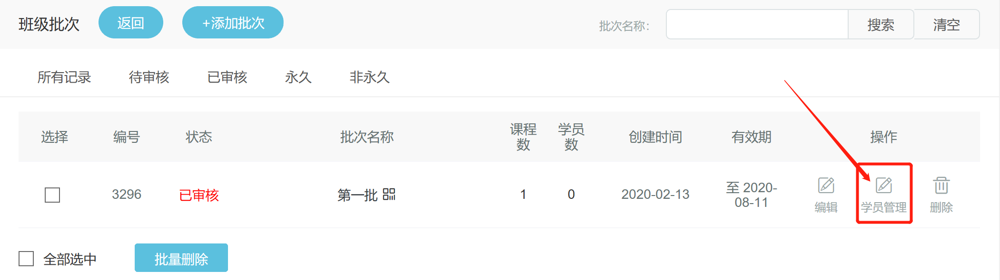 班级批次 返回 +添加批次 批次名称: 搜索 清空
所有记录 待审核 已审核 永久 非永久
选择 编号 状态 批次名称 课程数 学员数 创建时间 有效期 操作
3296 已审核 第一批 1 0 2020-02-13 至 2020-08-11 编辑 学员管理 删除
全部选中 批量删除